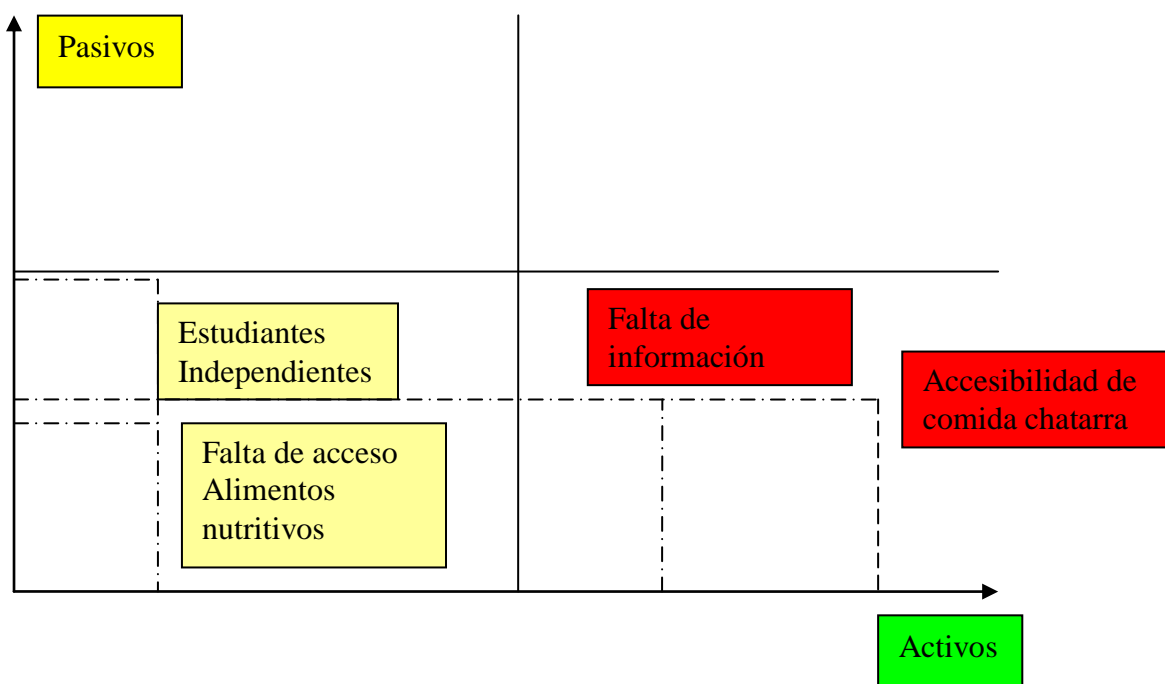 Pasivos
Estudiantes
Independientes
Falta de
información
Accesibilidad de
comida chatarra
Falta de acceso
Alimentos
nutritivos
Activos